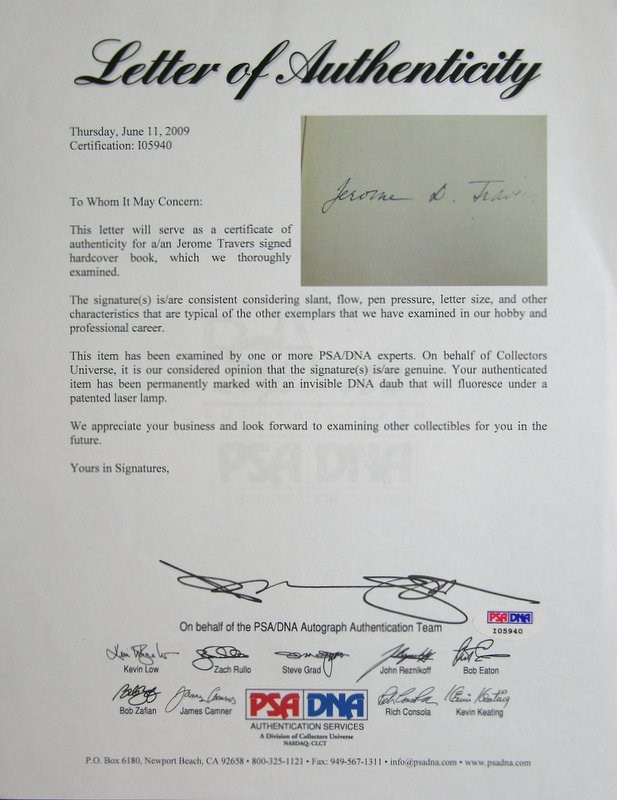 Letter of Authenticity
Thursday, June 11, 2009
Certification: I05940
Jerome D. Travers
To Whom It May Concern:
This letter will serve as a certificate of
authenticity for a/an Jerome Travers signed
hardcover book, which we thoroughly
examined.
The signature(s) is/are consistent considering slant, flow, pen pressure, letter size, and other
characteristics that are typical of the other exemplars that we have examined in our hobby and
professional career.
This item has been examined by one or more PSA/DNA experts. On behalf of Collectors
Universe, it is our considered opinion that the signature(s) is/are genuine. Your authenticated
item has been permanently marked with an invisible DNA daub that will fluoresce under a
patented laser lamp.
We appreciate your business and look forward to examining other collectibles for you in the
future.
Yours in Signatures,
PSA DNA
On behalf of the PSA/DNA Autograph Authentication Team
PSA DNA
I05940
Kevin Low
Zach Rullo
Steve Grad
John Reznikoff
Bob Eaton
Bob Zafian
James Camner
Rich Consola
Kevin Keating
PSA DNA
AUTHENTICATION SERVICES
A Division of Collectors Universe
NASDAQ: CLCT
P.O. Box 6180, Newport Beach, CA 92658 • 800-325-1121 • Fax: 949-567-1311 • info@psadna.com • www.psadna.com